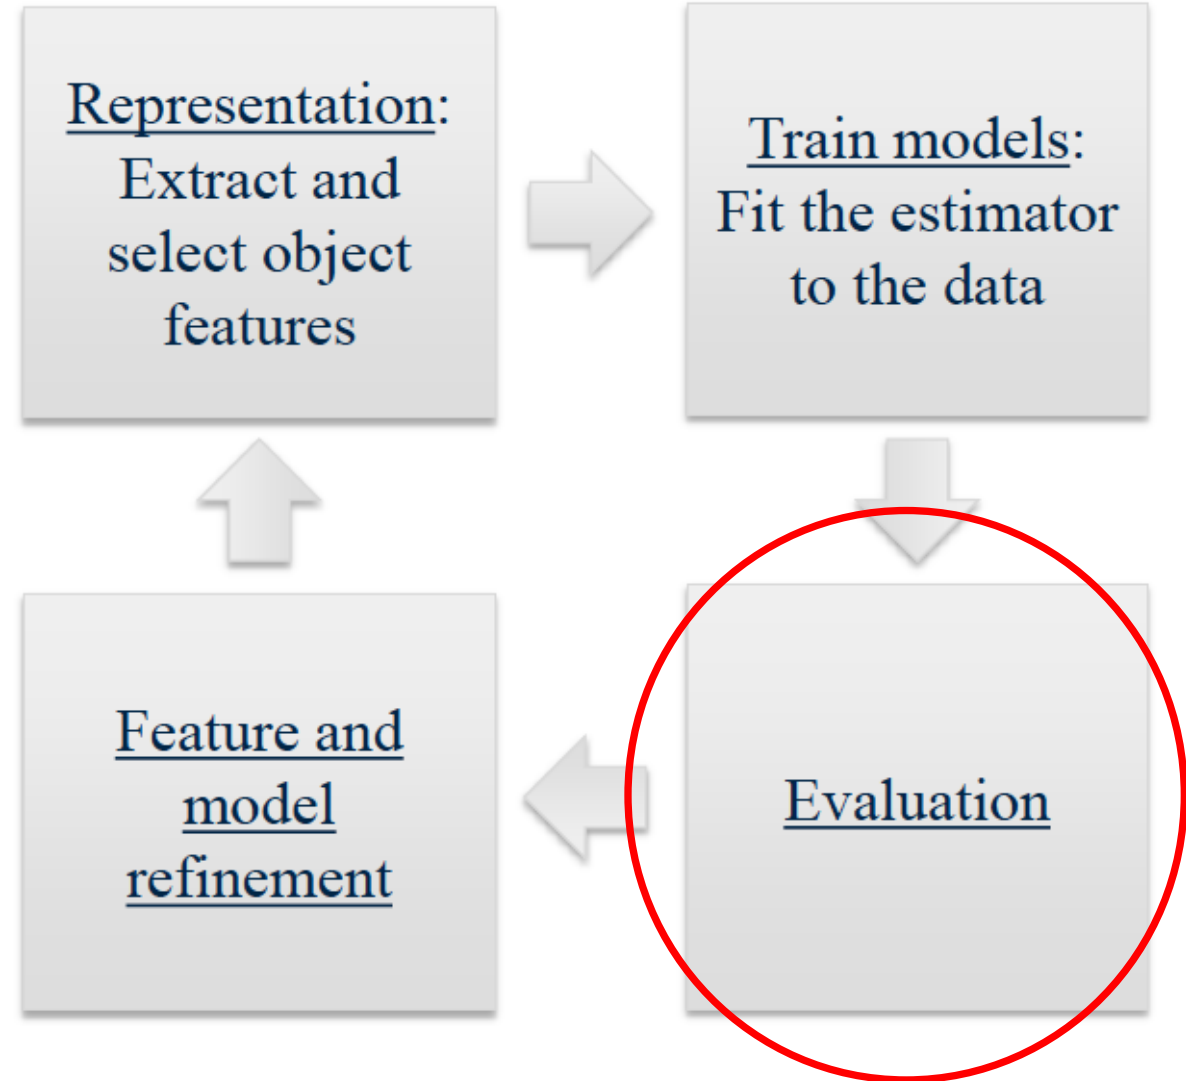 Representation:
Extract and
select object
features
Train models:
Fit the estimator
to the data
Feature and
model
refinement
Evaluation